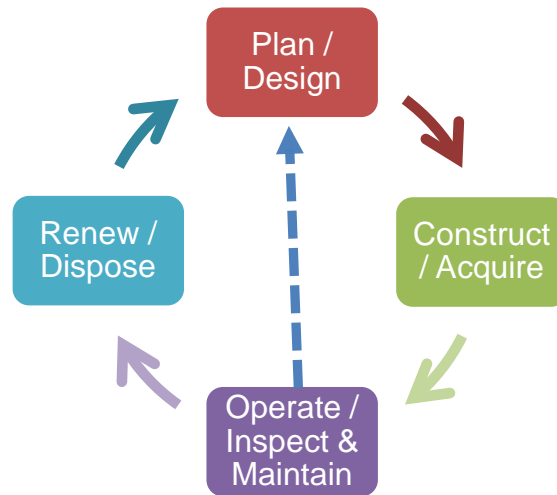 Plan /
Design
Renew /
Dispose
Construct
/ Acquire
Operate /
Inspect &
Maintain